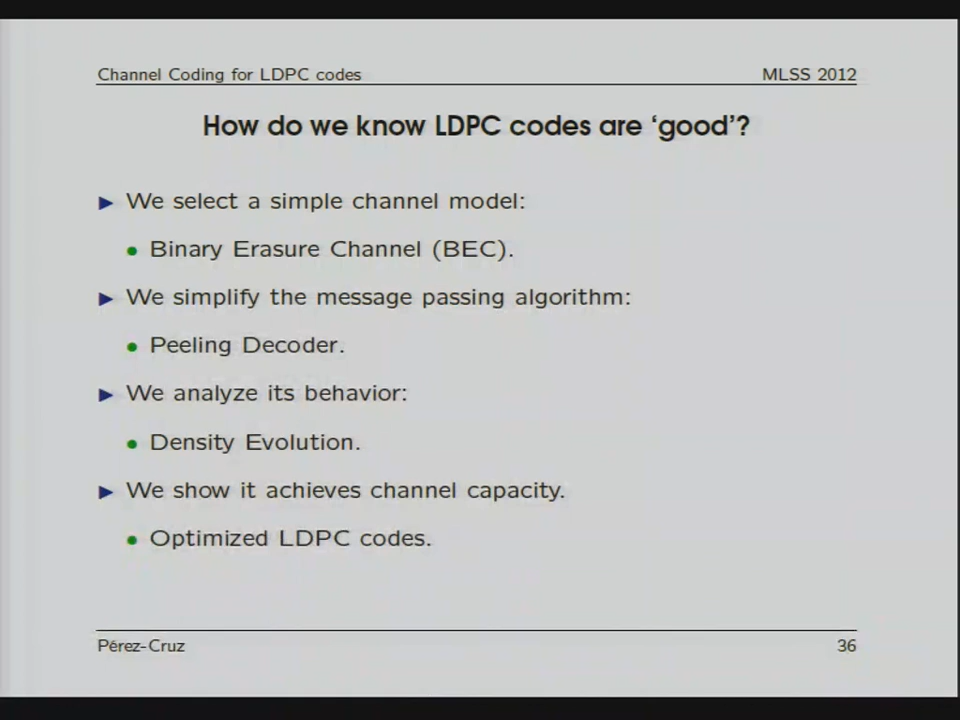 Channel Coding for LDPC codes MLSS 2012
How do we know LDPC codes are ‘good’?
► We select a simple channel model:
• Binary Erasure Channel (BEC).
► We simplify the message passing algorithm:
• Peeling Decoder.
► We analyze its behavior:
• Density Evolution.
► We show it achieves channel capacity.
• Optimized LDPC codes.
Pérez-Cruz 36